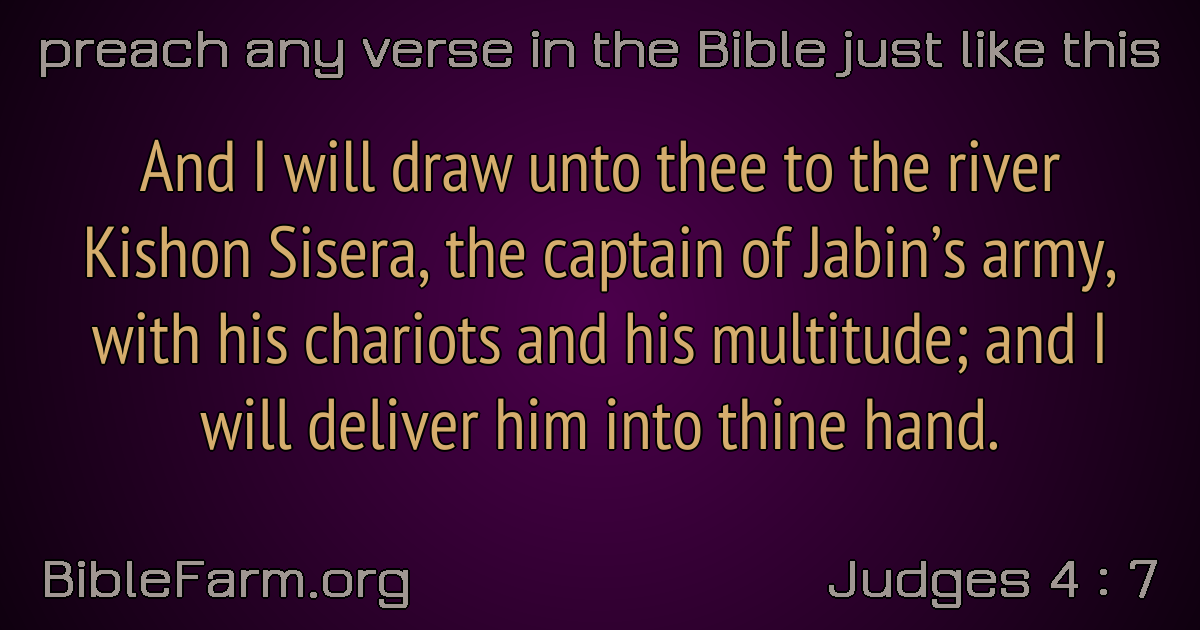 preach any verse in the Bible just like this
And I will draw unto thee to the river
Kishon Sisera, the captain of Jabin’s army,
with his chariots and his multitude; and I
will deliver him into thine hand.
BibleFarm.org
Judges 4 : 7